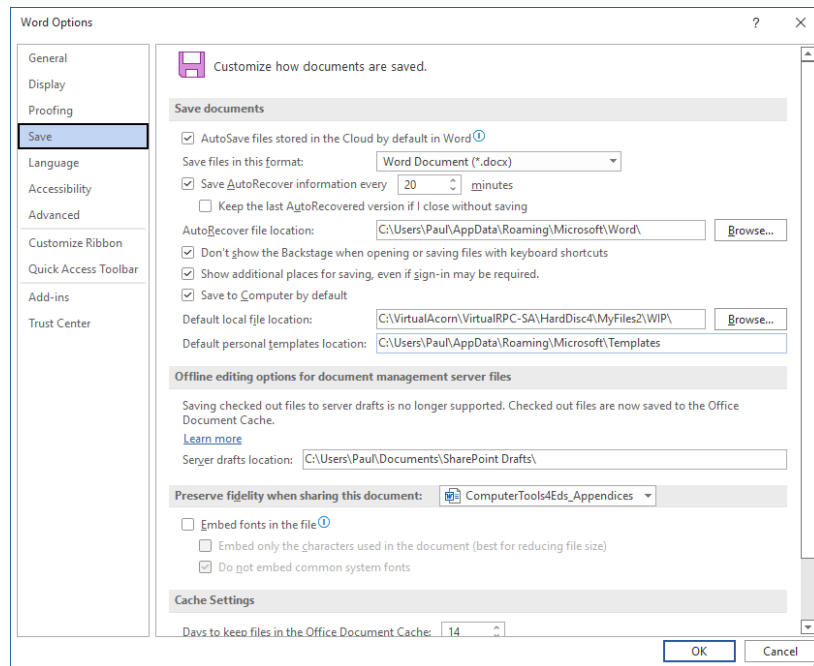 Word Options
?
General
Display
Proofing
Save
Language
Accessibility
Advanced
Customize Ribbon
Quick Access Toolbar
Add-ins
Trust Center
Customize how documents are saved.
Save documents
AutoSave files stored in the Cloud by default in Word
Save files in this format: Word Document (*.docx)
Save AutoRecover information every 20 minutes
Keep the last AutoRecovered version if I close without saving
AutoRecover file location: C:\Users\Paul\AppData\Roaming\Microsoft\Word\ Browse...
Don't show the Backstage when opening or saving files with keyboard shortcuts
Show additional places for saving, even if sign-in may be required.
Save to Computer by default
Default local file location: C:\VirtualAcorn\VirtualRPC-SA\HardDisc4\MyFiles2\WIP\ Browse...
Default personal templates location: C:\Users\Paul\AppData\Roaming\Microsoft\Templates
Offline editing options for document management server files
Saving checked out files to server drafts is no longer supported. Checked out files are now saved to the Office
Document Cache.
Learn more
Server drafts location: C:\Users\Paul\Documents\SharePoint Drafts\
Preserve fidelity when sharing this document: ComputerTools4Eds_Appendices
Embed fonts in the file
Embed only the characters used in the document (best for reducing file size)
Do not embed common system fonts
Cache Settings
Days to keep files in the Office Document Cache: 14
OK Cancel